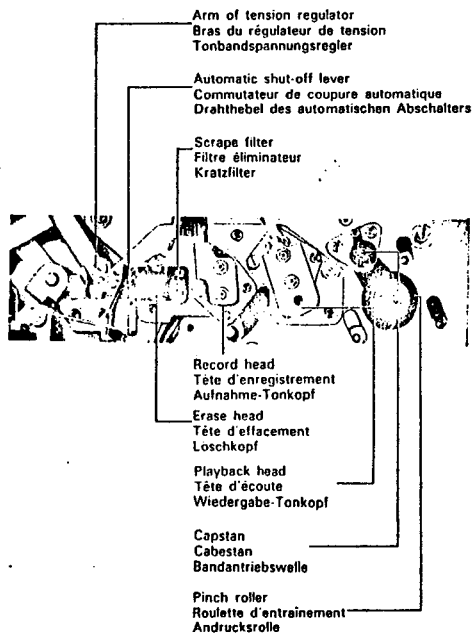 Arm of tension regulator
Bras du régulateur de tension
Tonbandspannungsregler
Automatic shut-off lever
Commutateur de coupure automatique
Drahthebel des automatischen Abschalters
Scrape filter
Filtre éliminateur
Kratzfilter
Record head
Tête d'enregistrement
Aufnahme-Tonkopf
Erase head
Tête d'effacement
Löschkopf
Playback head
Tête d'écoute
Wiedergabe-Tonkopf
Capstan
Cabestan
Bandantriebswelle
Pinch roller
Roulette d'entraînement
Andrucksrolle